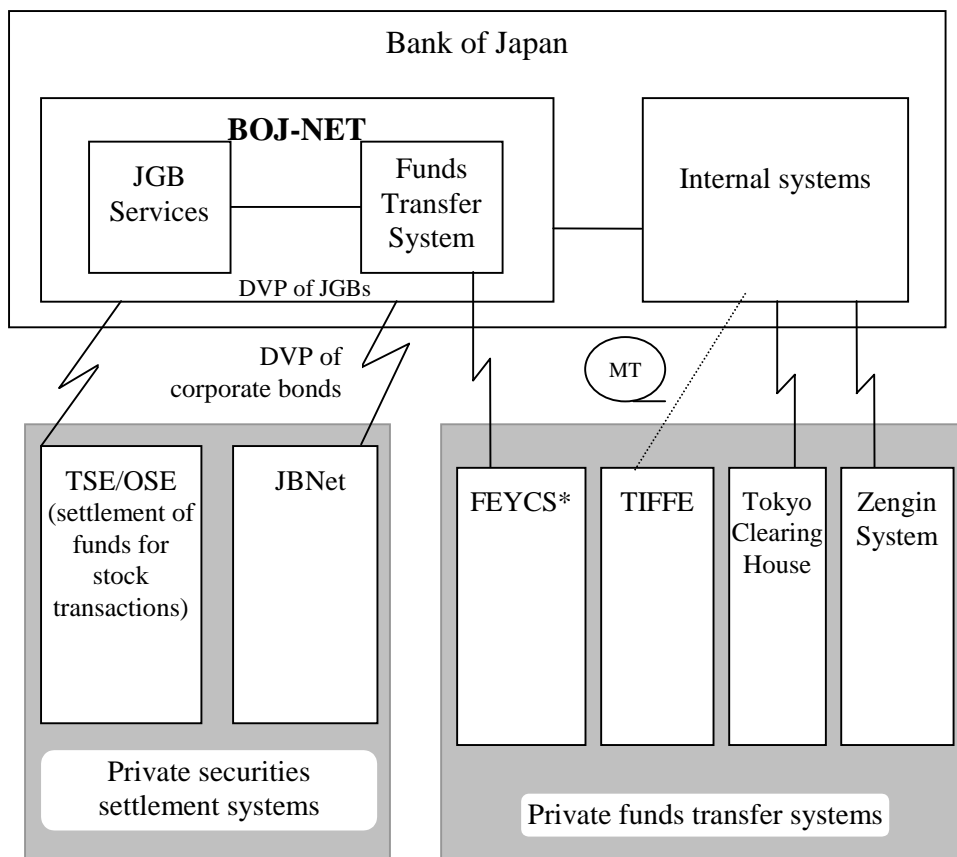 Bank of Japan
BOJ-NET
JGB
Services
Funds
Transfer
System
Internal systems
DVP of JGBs
DVP of
corporate bonds
MT
TSE/OSE
(settlement of
funds for
stock
transactions)
JBNet
FEYCS*
TIFFE
Tokyo
Clearing
House
Zengin
System
Private securities
settlement systems
Private funds transfer systems